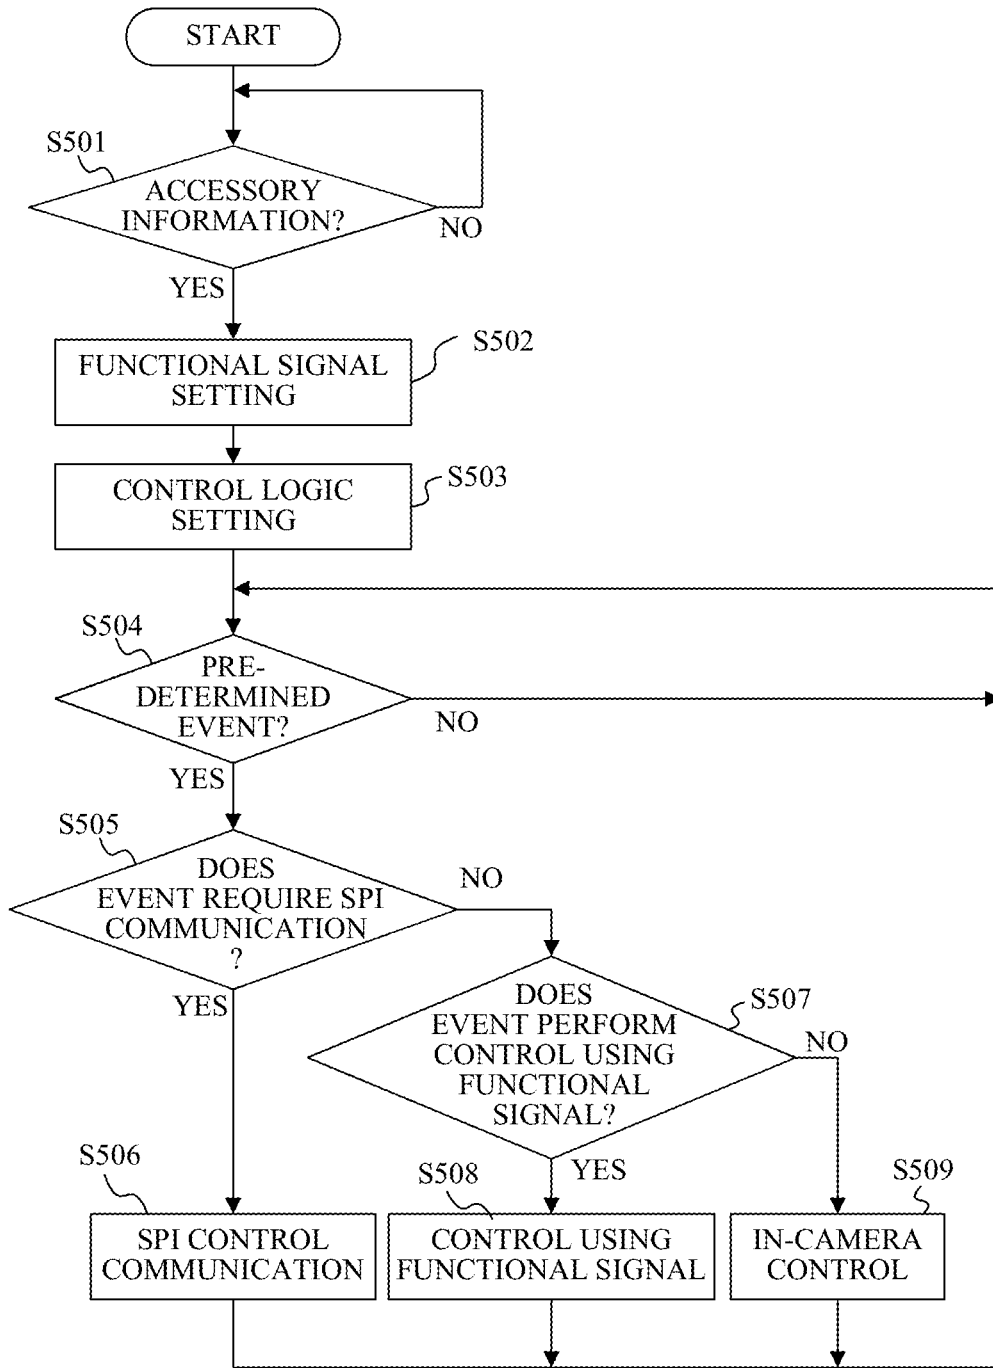 START
S501
ACCESSORY
INFORMATION?
NO
YES
S502
FUNCTIONAL SIGNAL
SETTING
S503
CONTROL LOGIC
SETTING
S504
PRE-
DETERMINED
EVENT?
NO
YES
S505
DOES
EVENT REQUIRE SPI
COMMUNICATION
?
NO
YES
S507
DOES
EVENT PERFORM
CONTROL USING
FUNCTIONAL
SIGNAL?
NO
YES
S506
SPI CONTROL
COMMUNICATION
S508
CONTROL USING
FUNCTIONAL SIGNAL
S509
IN-CAMERA
CONTROL